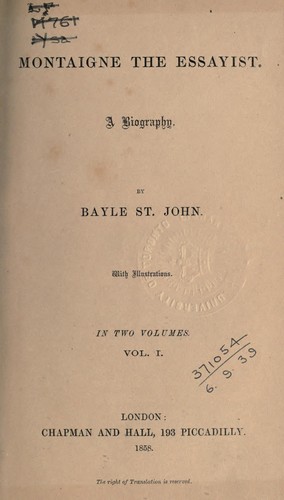 MONTAIGNE THE ESSAYIST.
A Biography.
BY
BAYLE ST. JOHN.
With Illustrations.
IN TWO VOLUMES.
VOL. I.
371054
6.9.39
LONDON:
CHAPMAN AND HALL, 193 PICCADILLY.
1858.
The right of Translation is reserved.